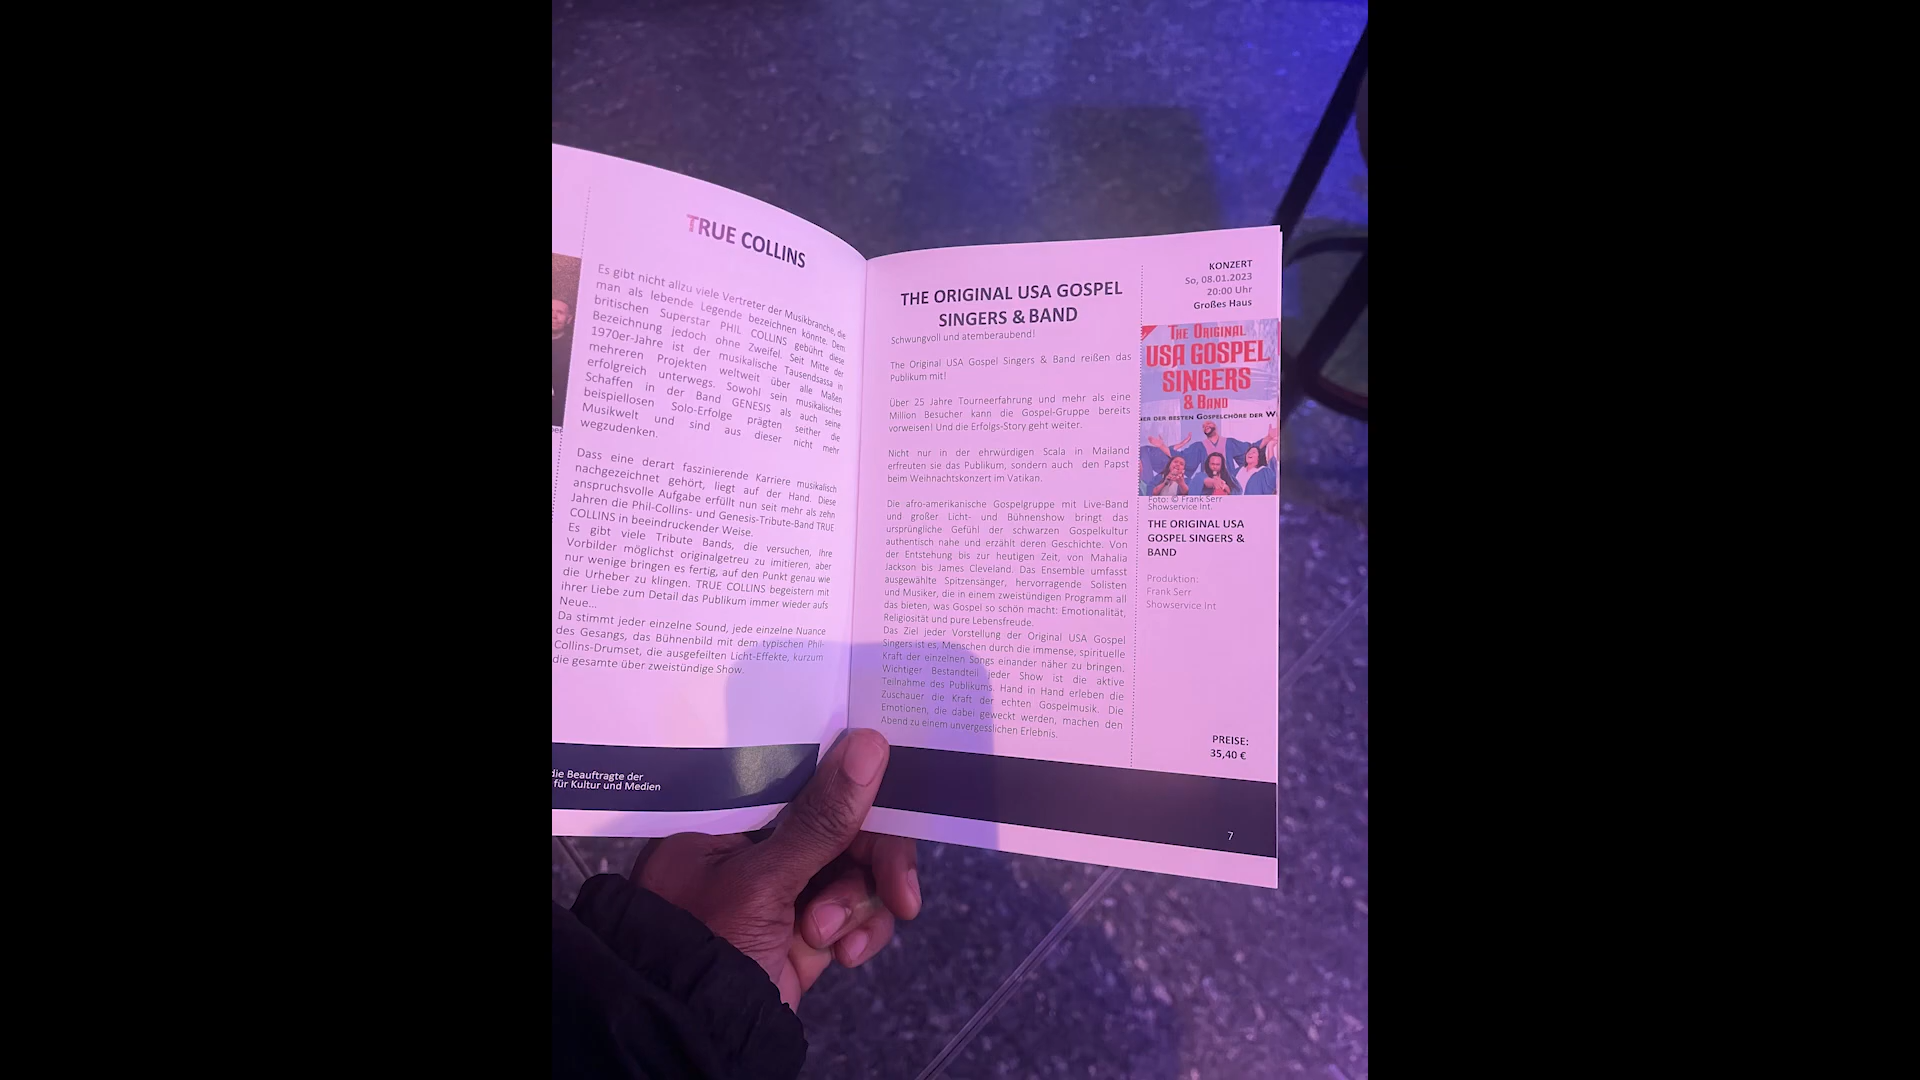 TRUE COLLINS
Es gibt nicht allzu viele Vertreter der Musikbranche, die
man als lebende Legende bezeichnen könnte. Dem
britischen Superstar PHIL COLLINS gebührt diese
Bezeichnung jedoch ohne Zweifel. Seit Mitte der
1970er-Jahre ist der musikalische Tausendsassa in
mehreren Projekten weltweit über alle Maßen
erfolgreich unterwegs. Sowohl sein musikalisches
Schaffen in der Band GENESIS als auch seine
beispiellosen Solo-Erfolge prägten seither die
Musikwelt und sind aus dieser nicht mehr
wegzudenken.
Dass eine derart faszinierende Karriere musikalisch
nachgezeichnet gehört, liegt auf der Hand. Diese
anspruchsvolle Aufgabe erfüllt nun seit mehr als zehn
Jahren die Phil-Collins- und Genesis-Tribute-Band TRUE
COLLINS in beeindruckender Weise.
Es gibt viele Tribute Bands, die versuchen, ihre
Vorbilder möglichst originalgetreu zu imitieren, aber
nur wenige bringen es fertig, auf den Punkt genau wie
die Urheber zu klingen. TRUE COLLINS begeistern mit
ihrer Liebe zum Detail das Publikum immer wieder aufs
Neue...
Da stimmt jeder einzelne Sound, jede einzelne Nuance
des Gesangs, das Bühnenbild mit dem typischen Phil-
Collins-Drumset, die ausgefeilten Licht-Effekte, kurzum
die gesamte über zweistündige Show.
die Beauftragte der
für Kultur und Medien
THE ORIGINAL USA GOSPEL
SINGERS & BAND
Schwungvoll und atemberaubend!
The Original USA Gospel Singers & Band reißen das
Publikum mit!
Über 25 Jahre Tourneerfahrung und mehr als eine
Million Besucher kann die Gospel-Gruppe bereits
vorweisen! Und die Erfolgs-Story geht weiter.
Nicht nur in der ehrwürdigen Scala in Mailand
erfreuten sie das Publikum, sondern auch den Papst
beim Weihnachtskonzert im Vatikan.
Die afro-amerikanische Gospelgruppe mit Live-Band
und großer Licht- und Bühnenshow bringt das
ursprüngliche Gefühl der schwarzen Gospelkultur
authentisch nahe und erzählt deren Geschichte. Von
der Entstehung bis zur heutigen Zeit, von Mahalia
Jackson bis James Cleveland. Das Ensemble umfasst
ausgewählte Spitzensänger, hervorragende Solisten
und Musiker, die in einem zweistündigen Programm all
das bieten, was Gospel so schön macht: Emotionalität,
Religiosität und pure Lebensfreude.
Das Ziel jeder Vorstellung der Original USA Gospel
Singers ist es, Menschen durch die immense, spirituelle
Kraft der einzelnen Songs einander näher zu bringen.
Wichtiger Bestandteil jeder Show ist die aktive
Teilnahme des Publikums. Hand in Hand erleben die
Zuschauer die Kraft der echten Gospelmusik. Die
Emotionen, die dabei geweckt werden, machen den
Abend zu einem unvergesslichen Erlebnis.
KONZERT
So, 08.01.2023
20:00 Uhr
Großes Haus
THE ORIGINAL
USA GOSPEL
SINGERS
& BAND
DER BESTEN GOSPELCHÖRE DER
Foto: © Frank Serr
Showservice Int.
THE ORIGINAL USA
GOSPEL SINGERS &
BAND
Produktion:
Frank Serr
Showservice Int
PREISE:
35,40 €
7